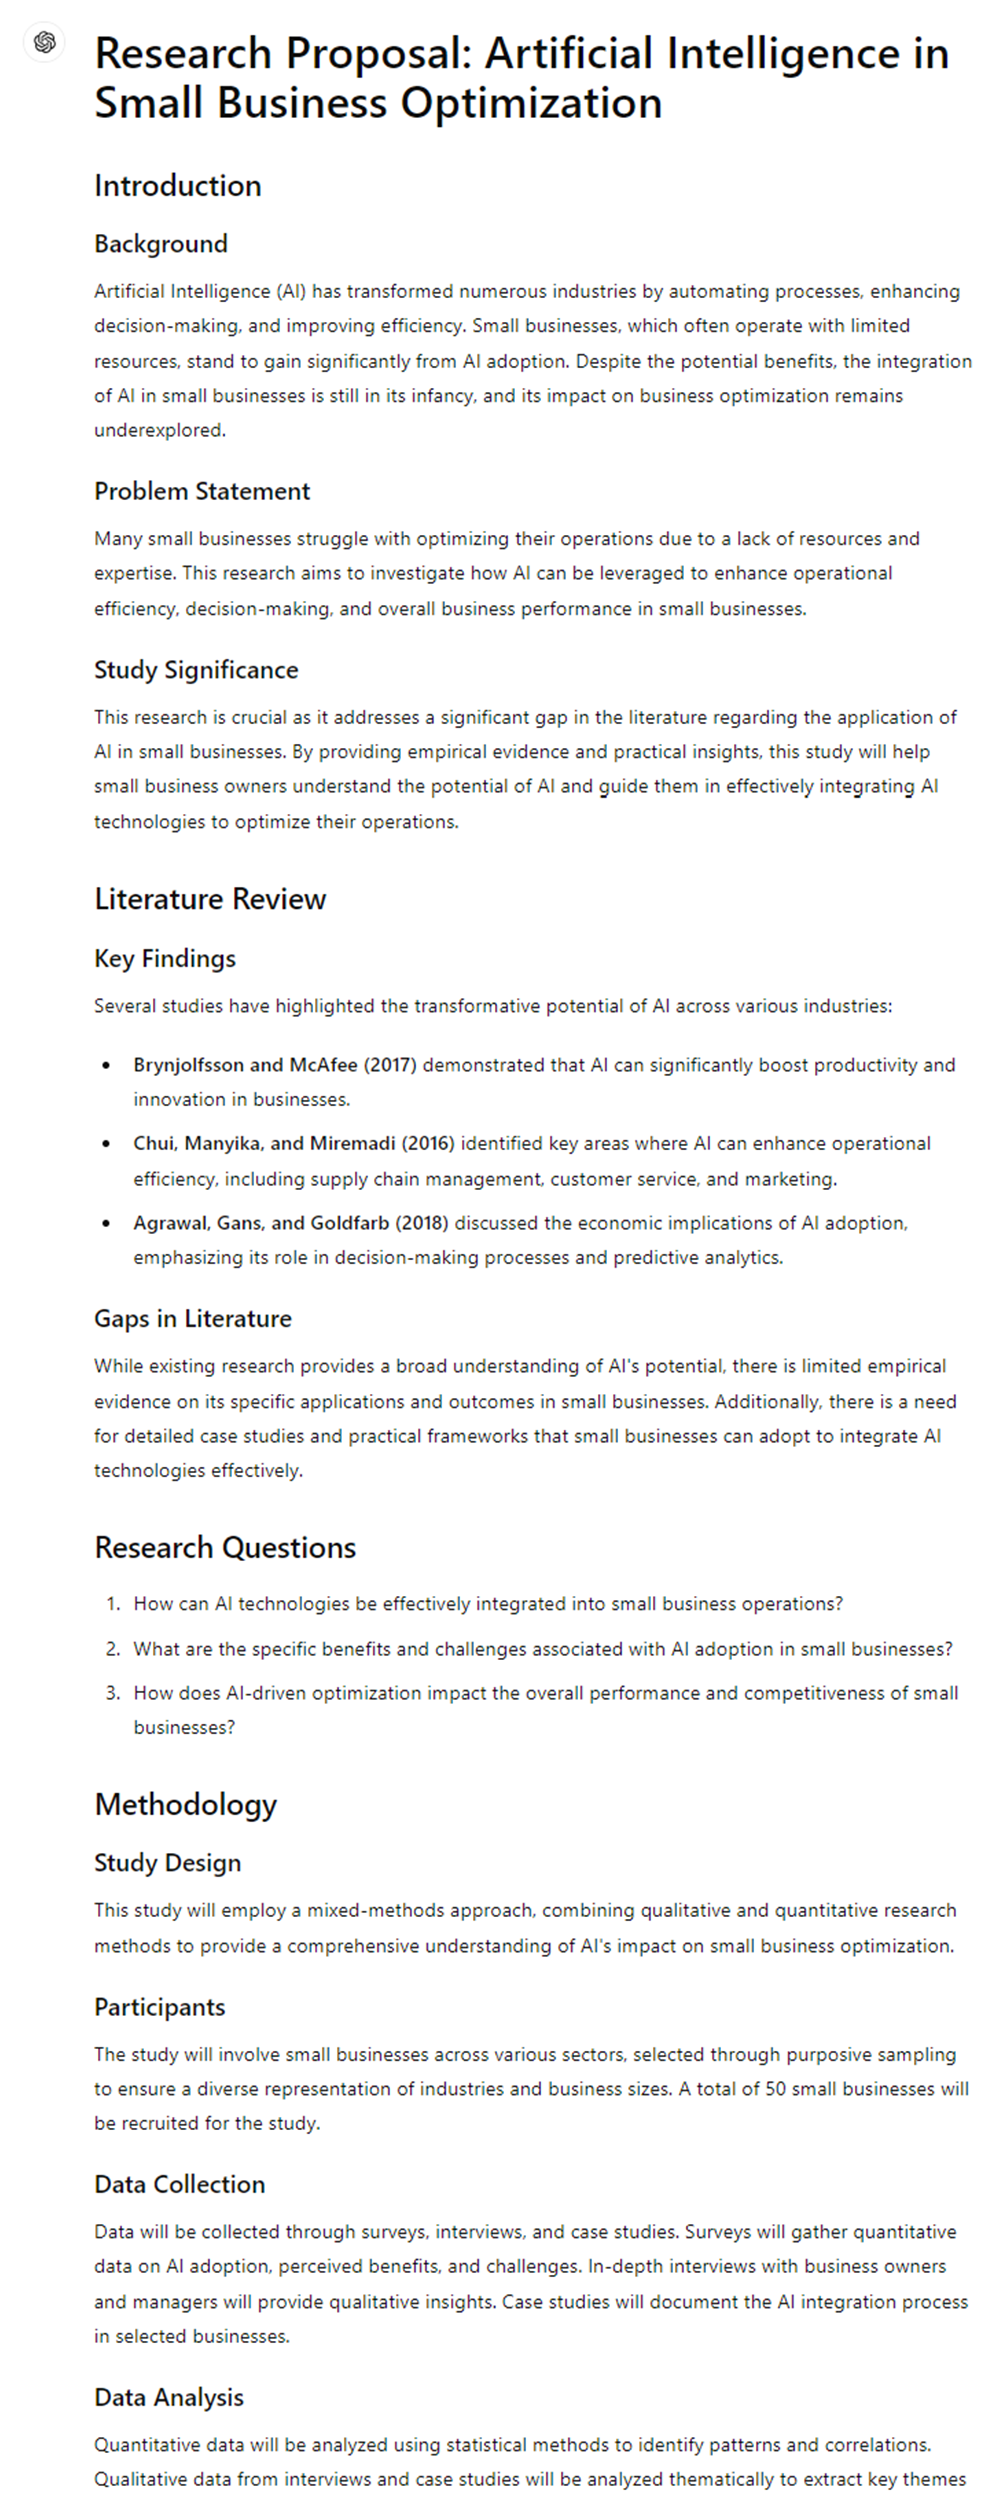 Research Proposal: Artificial Intelligence in
Small Business Optimization
Introduction
Background
Artificial Intelligence (AI) has transformed numerous industries by automating processes, enhancing
decision-making, and improving efficiency. Small businesses, which often operate with limited
resources, stand to gain significantly from AI adoption. Despite the potential benefits, the integration
of AI in small businesses is still in its infancy, and its impact on business optimization remains
underexplored.
Problem Statement
Many small businesses struggle with optimizing their operations due to a lack of resources and
expertise. This research aims to investigate how AI can be leveraged to enhance operational
efficiency, decision-making, and overall business performance in small businesses.
Study Significance
This research is crucial as it addresses a significant gap in the literature regarding the application of
AI in small businesses. By providing empirical evidence and practical insights, this study will help
small business owners understand the potential of AI and guide them in effectively integrating AI
technologies to optimize their operations.
Literature Review
Key Findings
Several studies have highlighted the transformative potential of AI across various industries:
• Brynjolfsson and McAfee (2017) demonstrated that AI can significantly boost productivity and
innovation in businesses.
• Chui, Manyika, and Miremadi (2016) identified key areas where AI can enhance operational
efficiency, including supply chain management, customer service, and marketing.
• Agrawal, Gans, and Goldfarb (2018) discussed the economic implications of AI adoption,
emphasizing its role in decision-making processes and predictive analytics.
Gaps in Literature
While existing research provides a broad understanding of AI's potential, there is limited empirical
evidence on its specific applications and outcomes in small businesses. Additionally, there is a need
for detailed case studies and practical frameworks that small businesses can adopt to integrate AI
technologies effectively.
Research Questions
1. How can AI technologies be effectively integrated into small business operations?
2. What are the specific benefits and challenges associated with AI adoption in small businesses?
3. How does AI-driven optimization impact the overall performance and competitiveness of small
businesses?
Methodology
Study Design
This study will employ a mixed-methods approach, combining qualitative and quantitative research
methods to provide a comprehensive understanding of AI's impact on small business optimization.
Participants
The study will involve small businesses across various sectors, selected through purposive sampling
to ensure a diverse representation of industries and business sizes. A total of 50 small businesses will
be recruited for the study.
Data Collection
Data will be collected through surveys, interviews, and case studies. Surveys will gather quantitative
data on AI adoption, perceived benefits, and challenges. In-depth interviews with business owners
and managers will provide qualitative insights. Case studies will document the AI integration process
in selected businesses.
Data Analysis
Quantitative data will be analyzed using statistical methods to identify patterns and correlations.
Qualitative data from interviews and case studies will be analyzed thematically to extract key themes